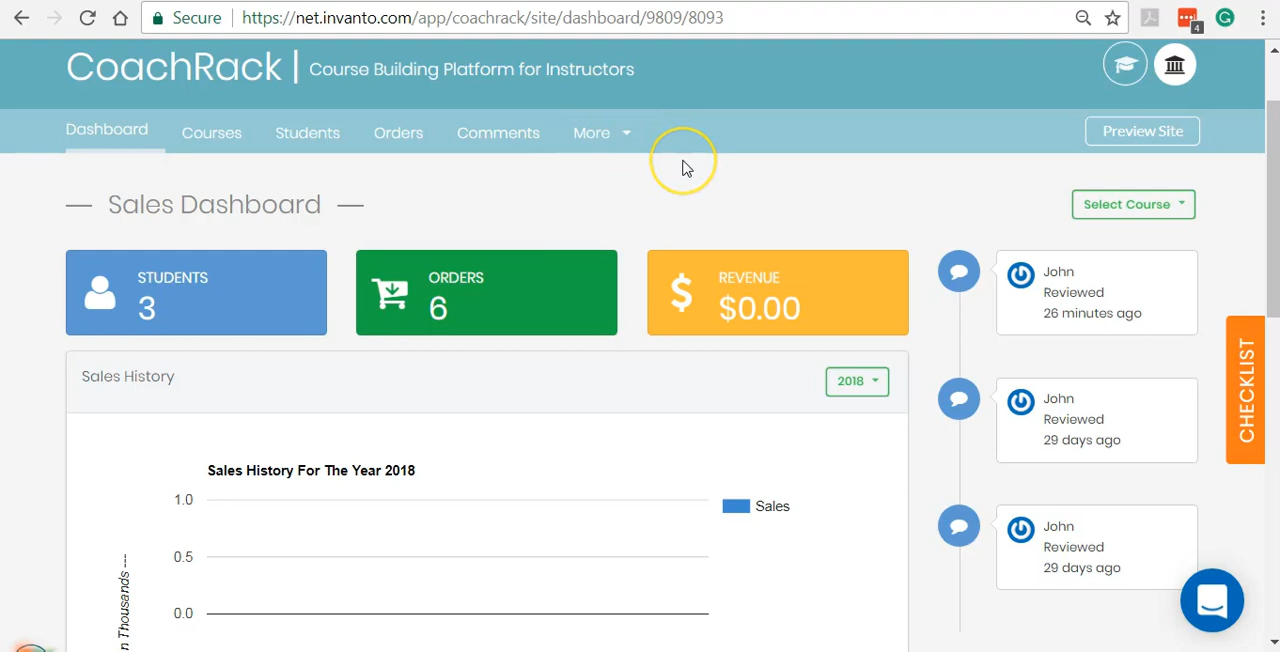 Secure https://net.invanto.com/app/coachrack/site/dashboard/9809/8093
4
G
CoachRack | Course Building Platform for Instructors
Dashboard Courses Students Orders Comments More Preview Site
Sales Dashboard
Select Course
STUDENTS
3
ORDERS
6
REVENUE
$0.00
John
Reviewed
26 minutes ago
Sales History
2018
John
Reviewed
29 days ago
CHECKLIST
Sales History For The Year 2018
1.0
Sales
0.5
0.0
n Thousands ---
John
Reviewed
29 days ago